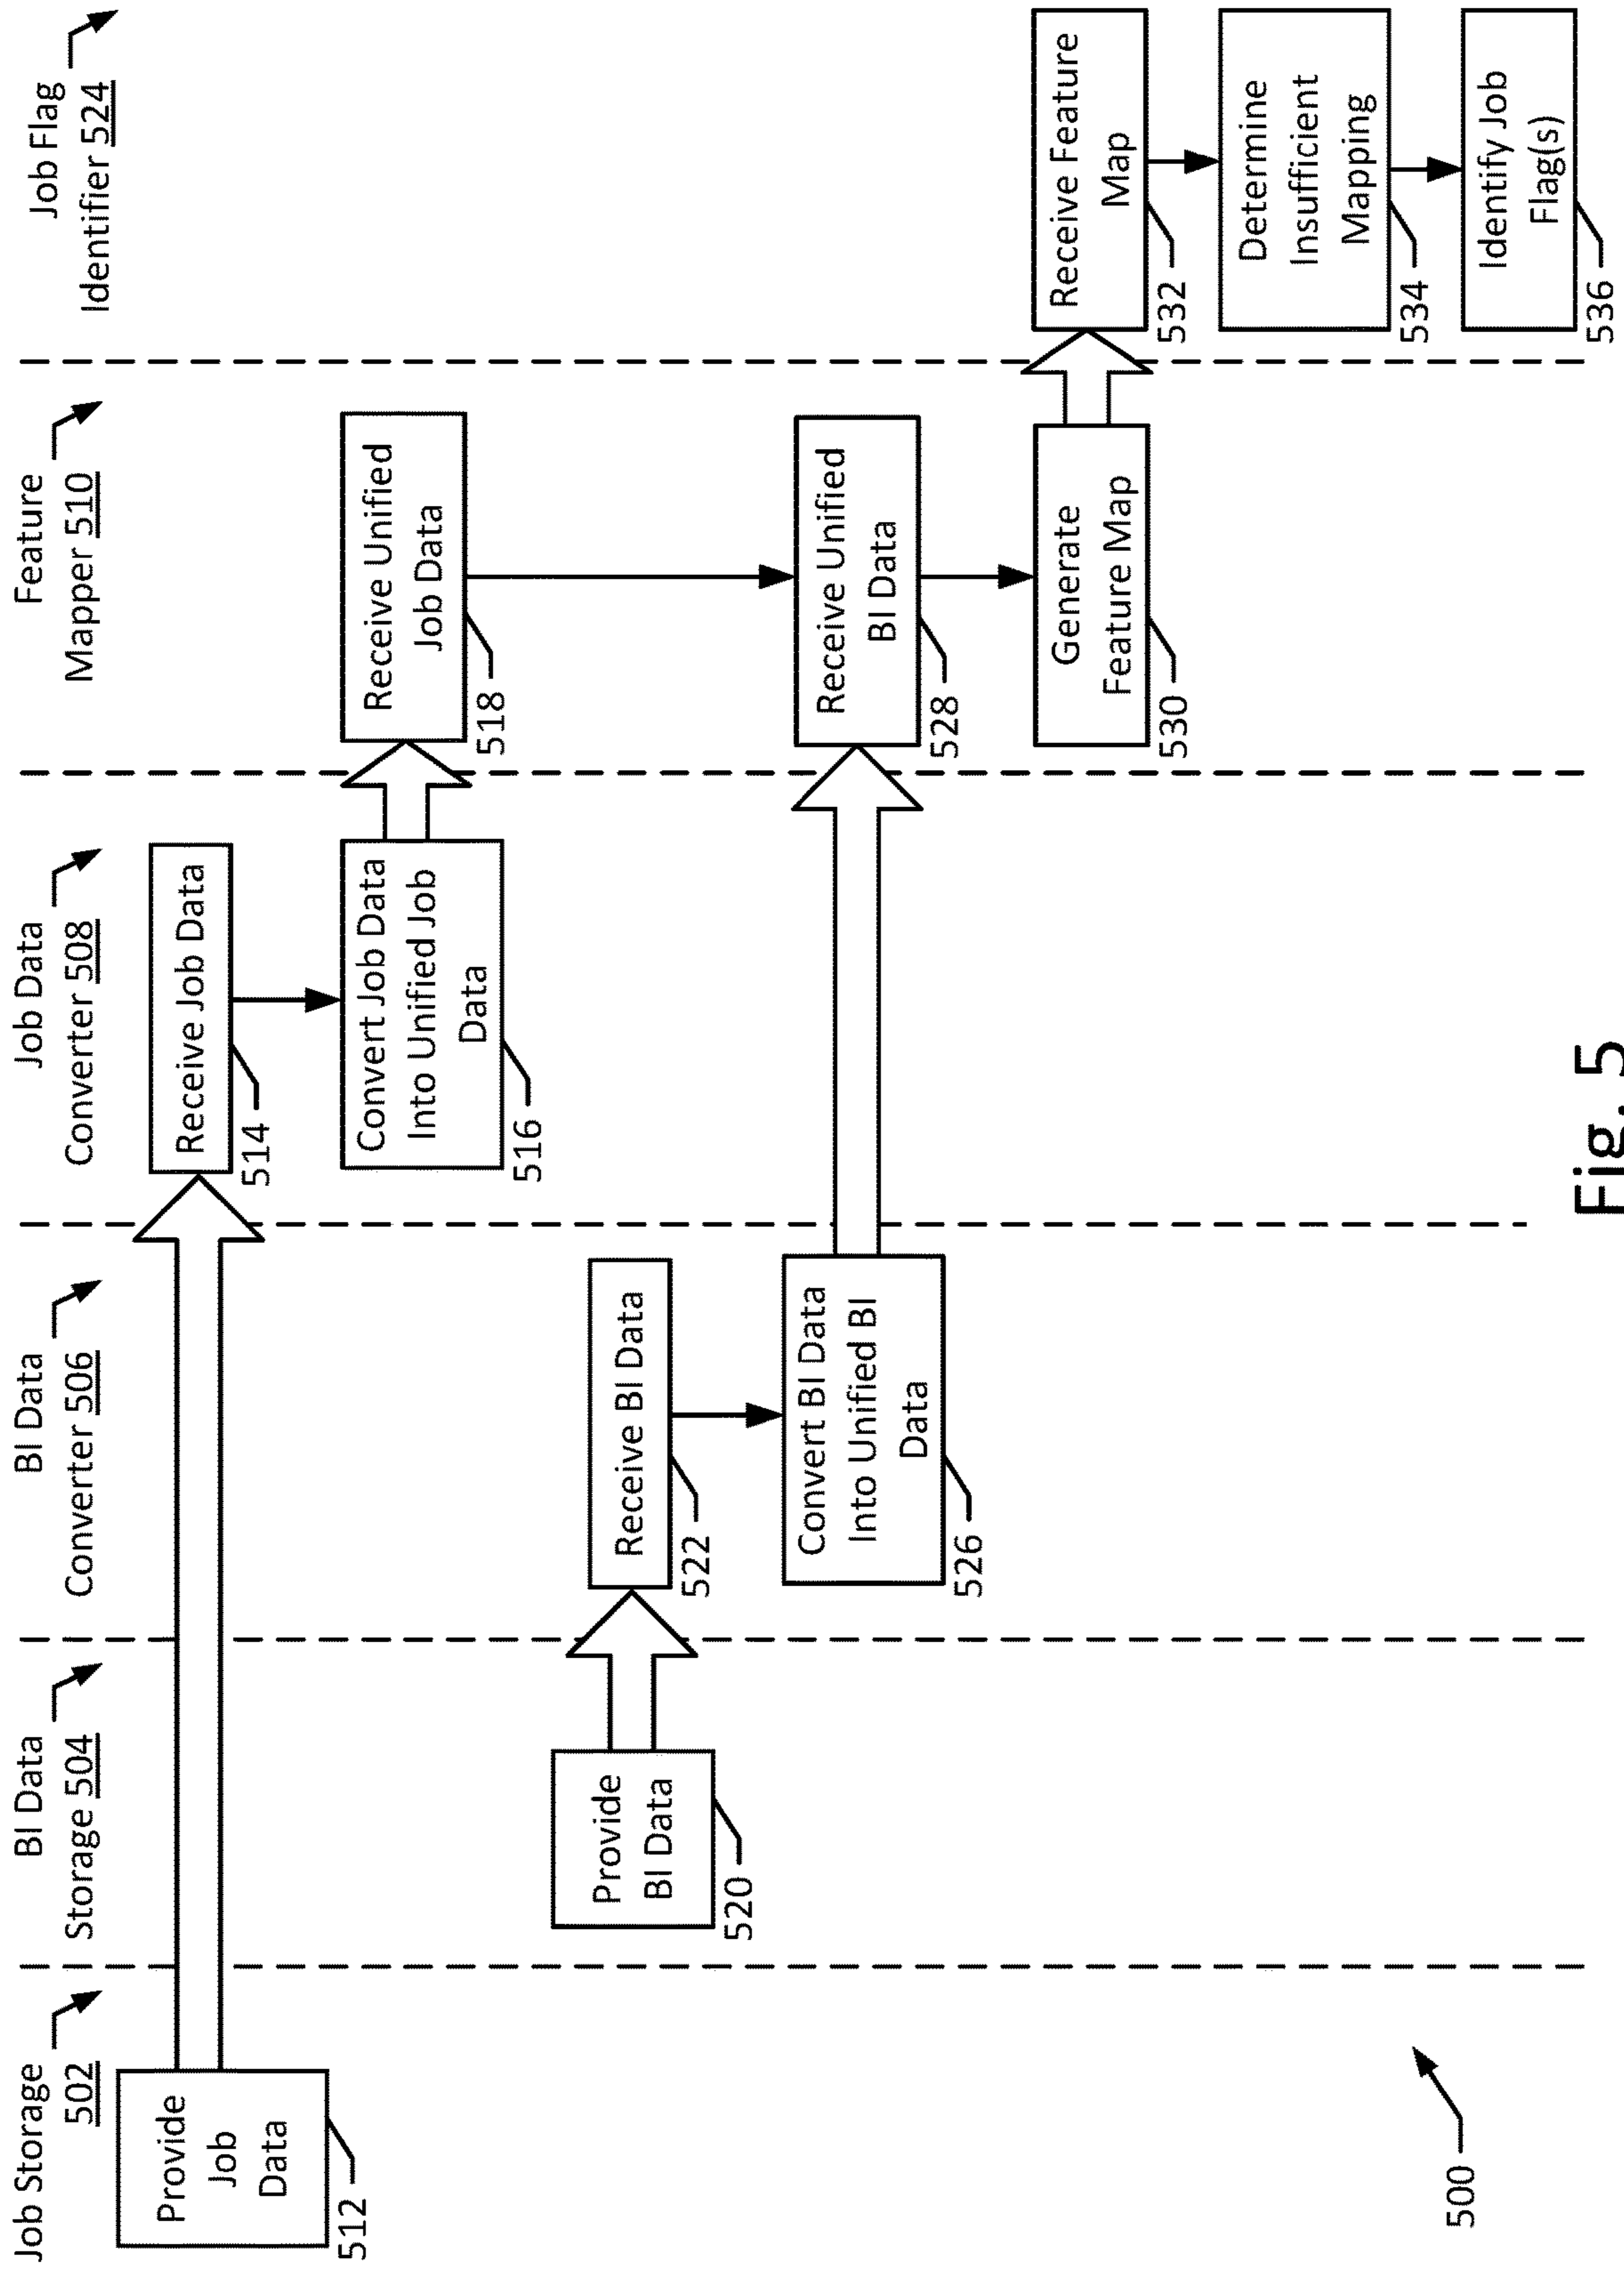 Job Storage
502
BI Data
Storage 504
BI Data
Converter 506
Job Data
Converter 508
Feature
Mapper 510
Job Flag
Identifier 524
Provide
Job
Data
512
Receive Job Data
514
Convert Job Data
Into Unified Job
Data
516
Receive Unified
Job Data
518
Provide
BI Data
520
Receive BI Data
522
Convert BI Data
Into Unified BI
Data
526
Receive Unified
BI Data
528
Generate
Feature Map
530
Receive Feature
Map
532
Determine
Insufficient
Mapping
534
Identify Job
Flag(s)
536
500
Fig. 5